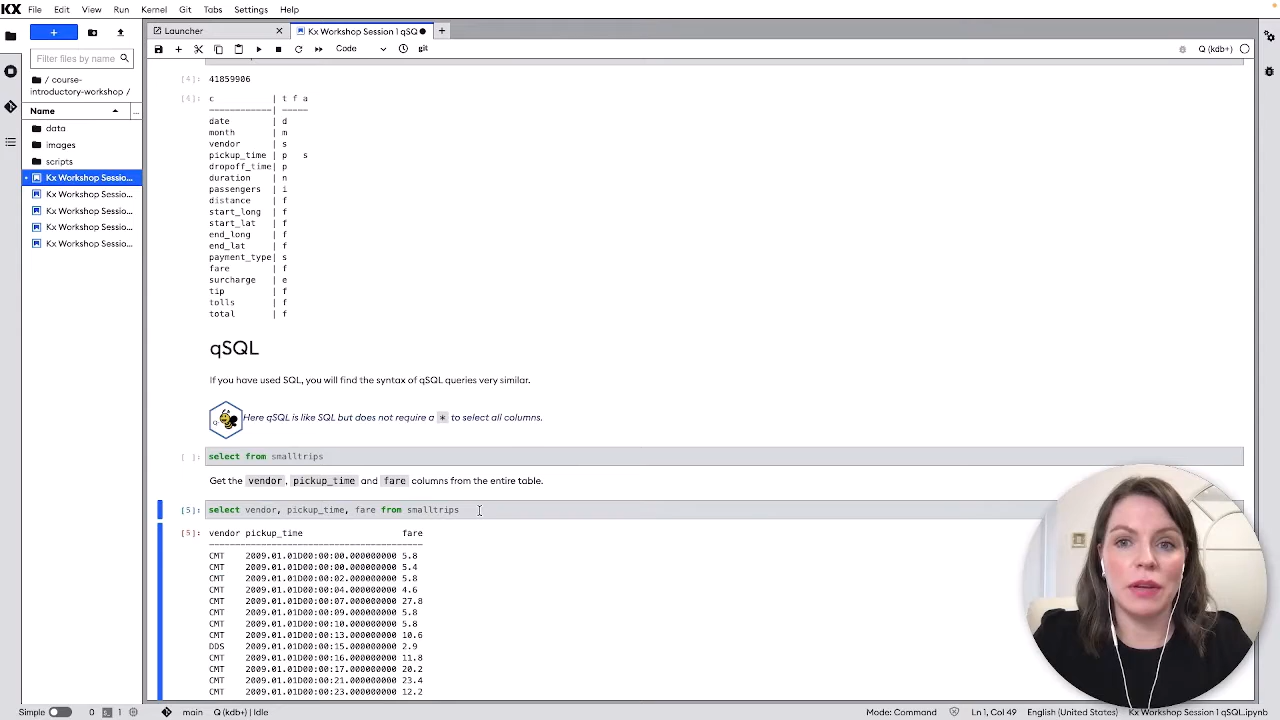 KX File Edit View Run Kernel Git Tabs Settings Help
Launcher
Kx Workshop Session 1 qSQ
Code
git
Q (kdb+)
Filter files by name
/ course-
introductory-workshop /
Name
...
data
images
scripts
Kx Workshop Sessio...
Kx Workshop Sessio...
Kx Workshop Sessio...
Kx Workshop Sessio...
Kx Workshop Sessio...
[4]: 41859906
[4]: c | t f a
------------| -----
date | d
month | m
vendor | s
pickup_time | p s
dropoff_time| p
duration | n
passengers | i
distance | f
start_long | f
start_lat | f
end_long | f
end_lat | f
payment_type| s
fare | f
surcharge | e
tip | f
tolls | f
total | f
qSQL
If you have used SQL, you will find the syntax of qSQL queries very similar.
Q
Here qSQL is like SQL but does not require a * to select all columns.
[ ]: select from smalltrips
Get the vendor, pickup_time and fare columns from the entire table.
[5]: select vendor, pickup_time, fare from smalltrips
[5]: vendor pickup_time fare
-----------------------------------------
CMT 2009.01.01D00:00:00.000000000 5.8
CMT 2009.01.01D00:00:00.000000000 5.4
CMT 2009.01.01D00:00:02.000000000 5.8
CMT 2009.01.01D00:00:04.000000000 4.6
CMT 2009.01.01D00:00:07.000000000 27.8
CMT 2009.01.01D00:00:09.000000000 5.8
CMT 2009.01.01D00:00:10.000000000 5.8
CMT 2009.01.01D00:00:13.000000000 10.6
DDS 2009.01.01D00:00:15.000000000 2.9
CMT 2009.01.01D00:00:16.000000000 11.8
CMT 2009.01.01D00:00:17.000000000 20.2
CMT 2009.01.01D00:00:21.000000000 23.4
CMT 2009.01.01D00:00:23.000000000 12.2
Simple 0 1 main Q (kdb+) | Idle Mode: Command Ln 1, Col 49 English (United States) Kx Workshop Session 1 qSQL.ipynb